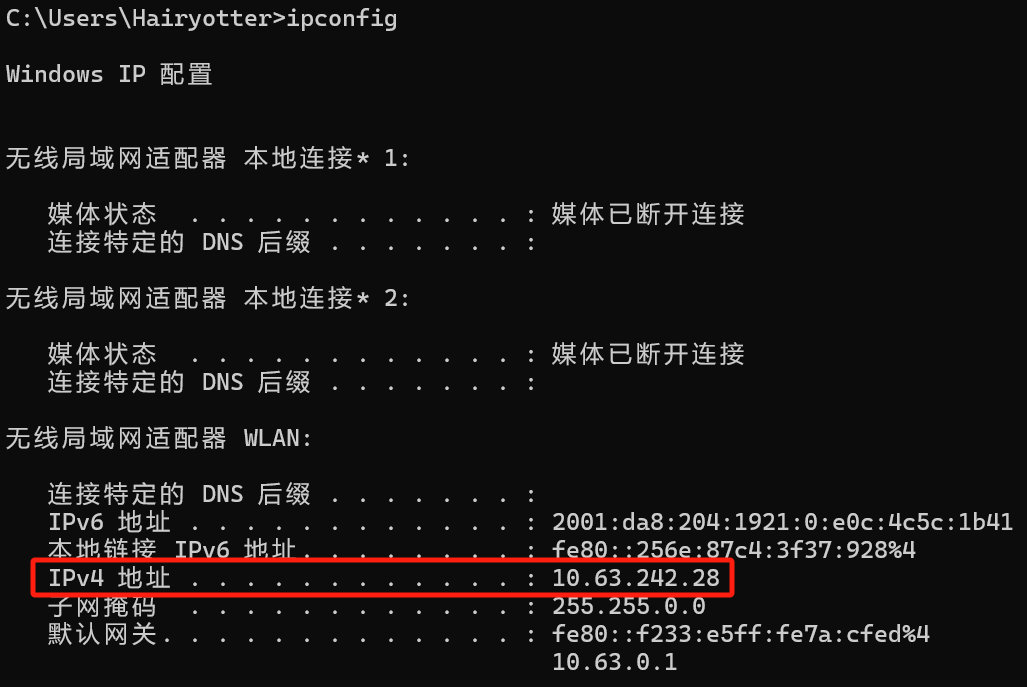 C:\Users\Hairyotter>ipconfig
Windows IP 配置
无线局域网适配器 本地连接* 1:
媒体状态  . . . . . . . . . . . . : 媒体已断开连接
连接特定的 DNS 后缀 . . . . . . . :
无线局域网适配器 本地连接* 2:
媒体状态  . . . . . . . . . . . . : 媒体已断开连接
连接特定的 DNS 后缀 . . . . . . . :
无线局域网适配器 WLAN:
连接特定的 DNS 后缀 . . . . . . . :
IPv6 地址 . . . . . . . . . . . . : 2001:da8:204:1921:0:e0c:4c5c:1b41
本地链接 IPv6 地址. . . . . . . . : fe80::256e:87c4:3f37:928%4
IPv4 地址 . . . . . . . . . . . . : 10.63.242.28
子网掩码  . . . . . . . . . . . . : 255.255.0.0
默认网关. . . . . . . . . . . . . : fe80::f233:e5ff:fe7a:cfed%4
10.63.0.1